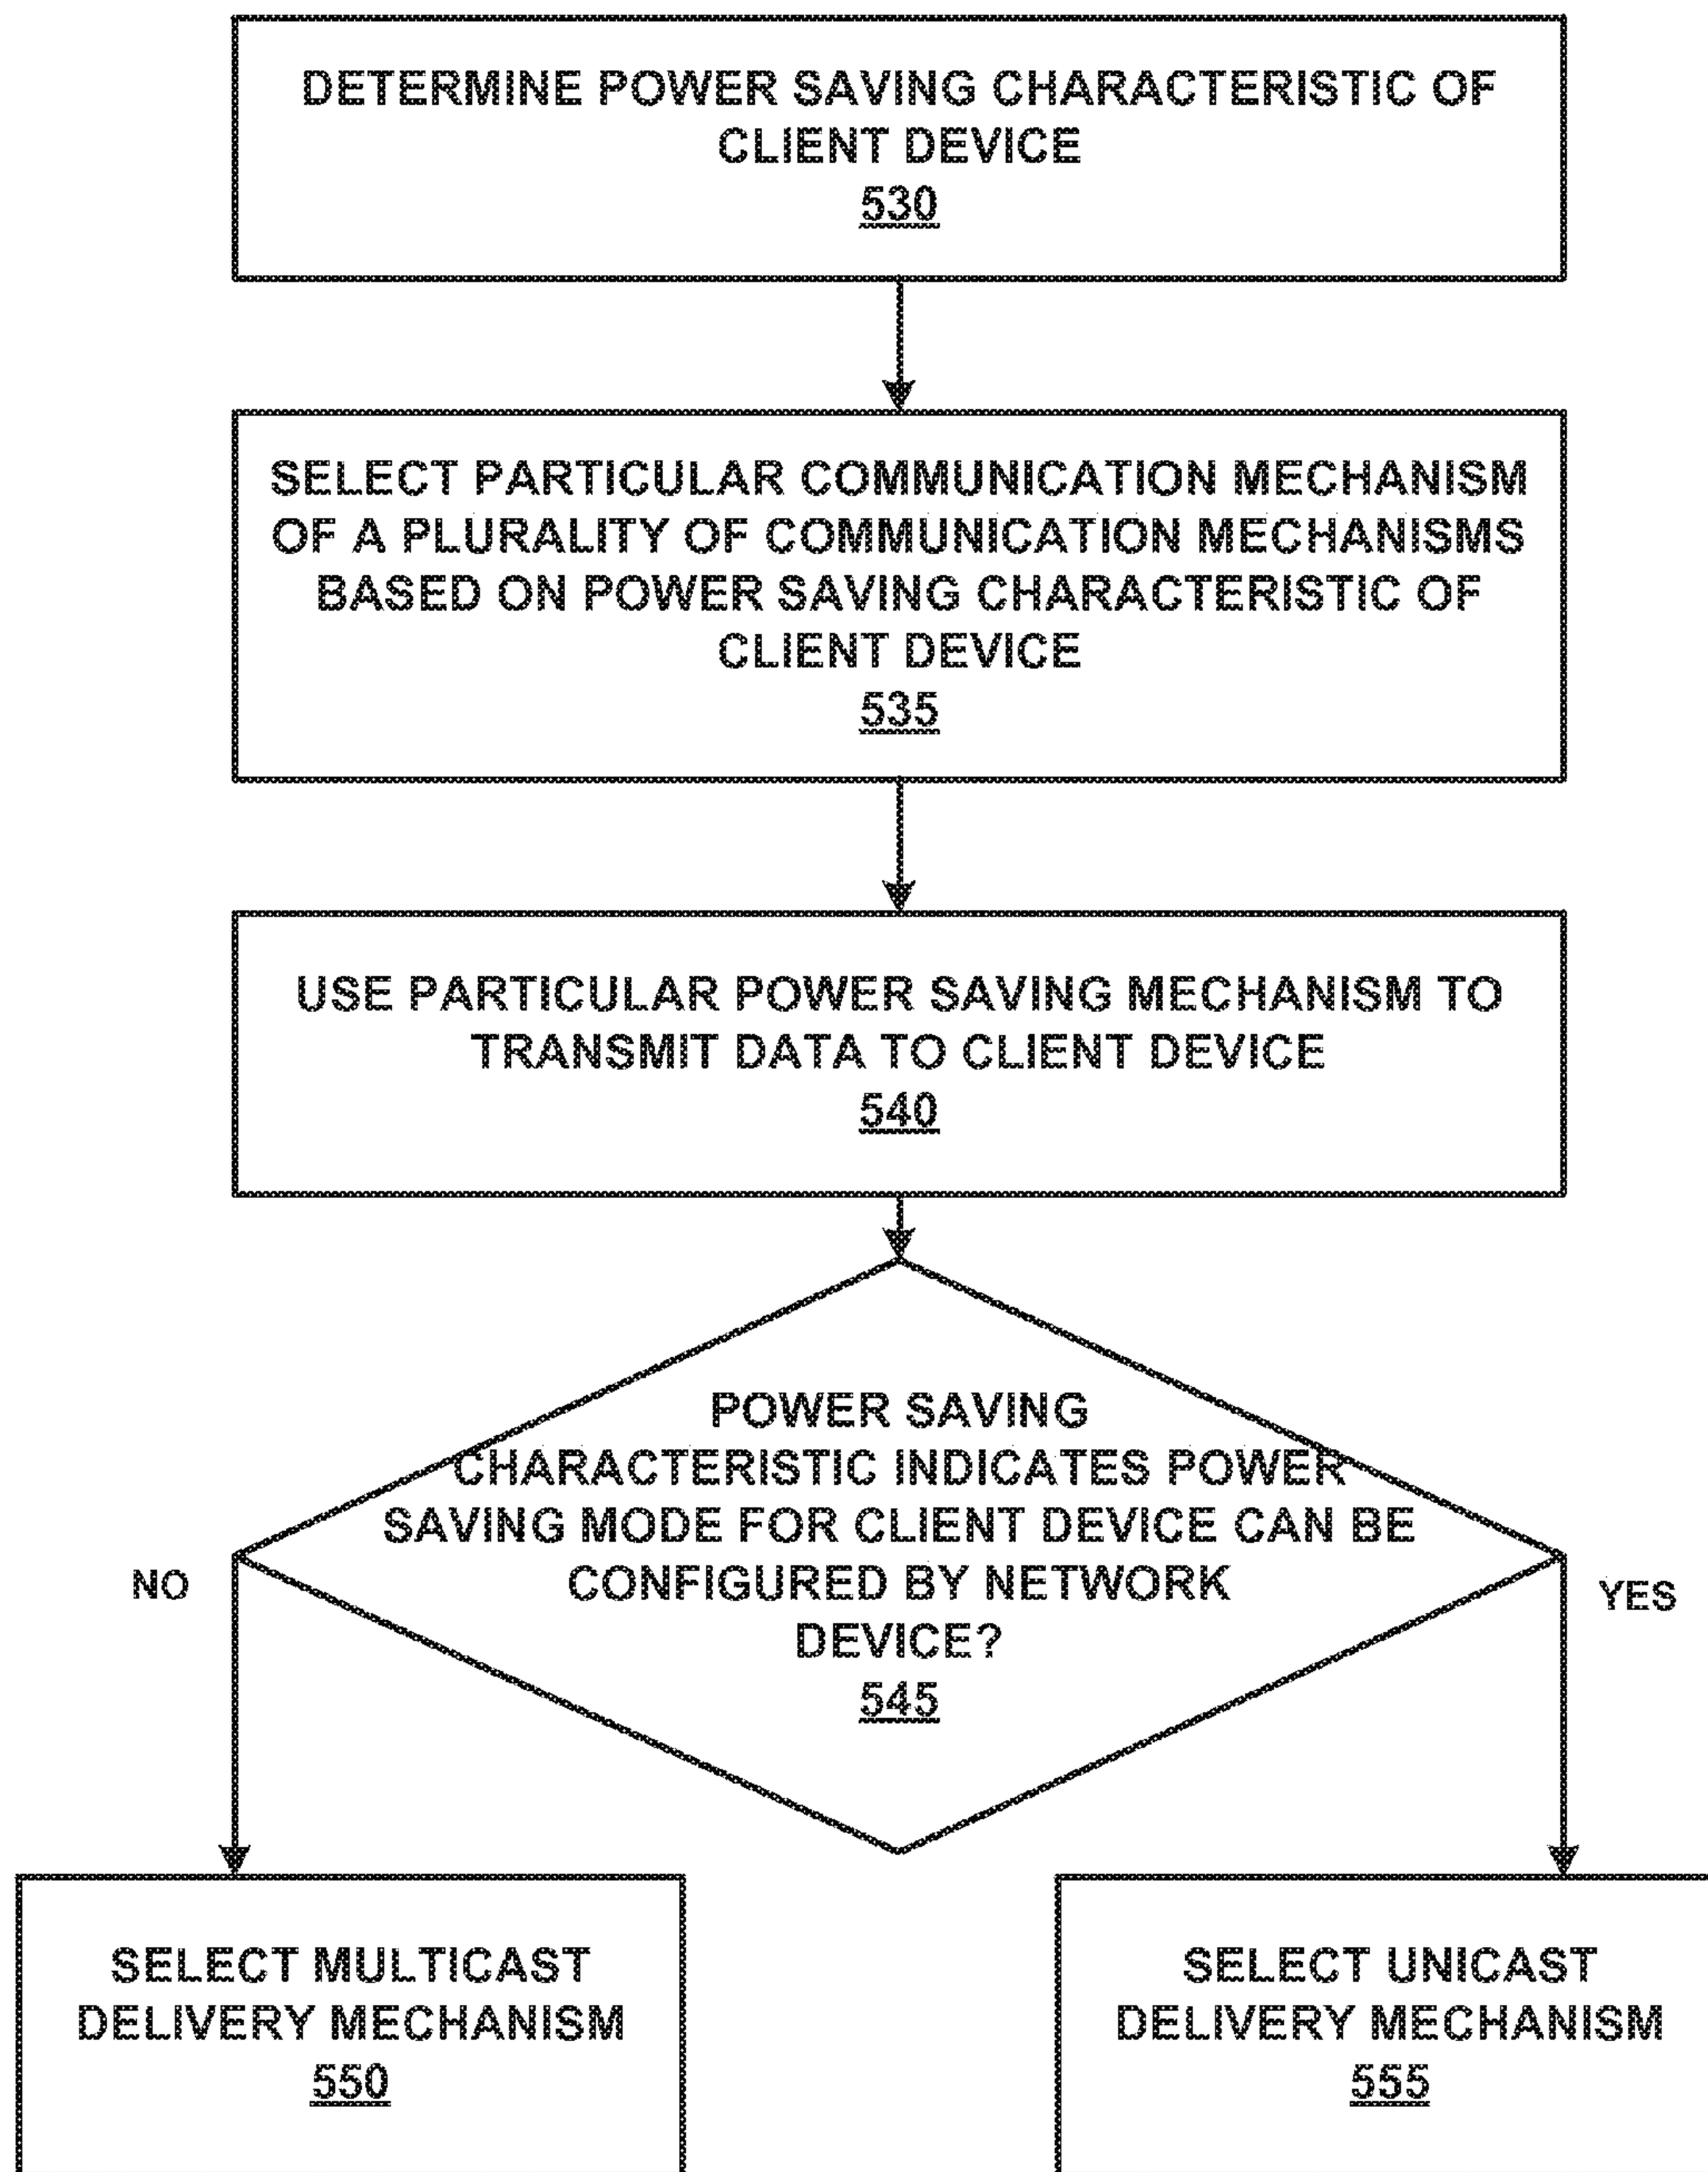 DETERMINE POWER SAVING CHARACTERISTIC OF
CLIENT DEVICE
530
SELECT PARTICULAR COMMUNICATION MECHANISM
OF A PLURALITY OF COMMUNICATION MECHANISMS
BASED ON POWER SAVING CHARACTERISTIC OF
CLIENT DEVICE
535
USE PARTICULAR POWER SAVING MECHANISM TO
TRANSMIT DATA TO CLIENT DEVICE
540
POWER SAVING
CHARACTERISTIC INDICATES POWER
SAVING MODE FOR CLIENT DEVICE CAN BE
CONFIGURED BY NETWORK
DEVICE?
545
NO
YES
SELECT MULTICAST
DELIVERY MECHANISM
550
SELECT UNICAST
DELIVERY MECHANISM
555